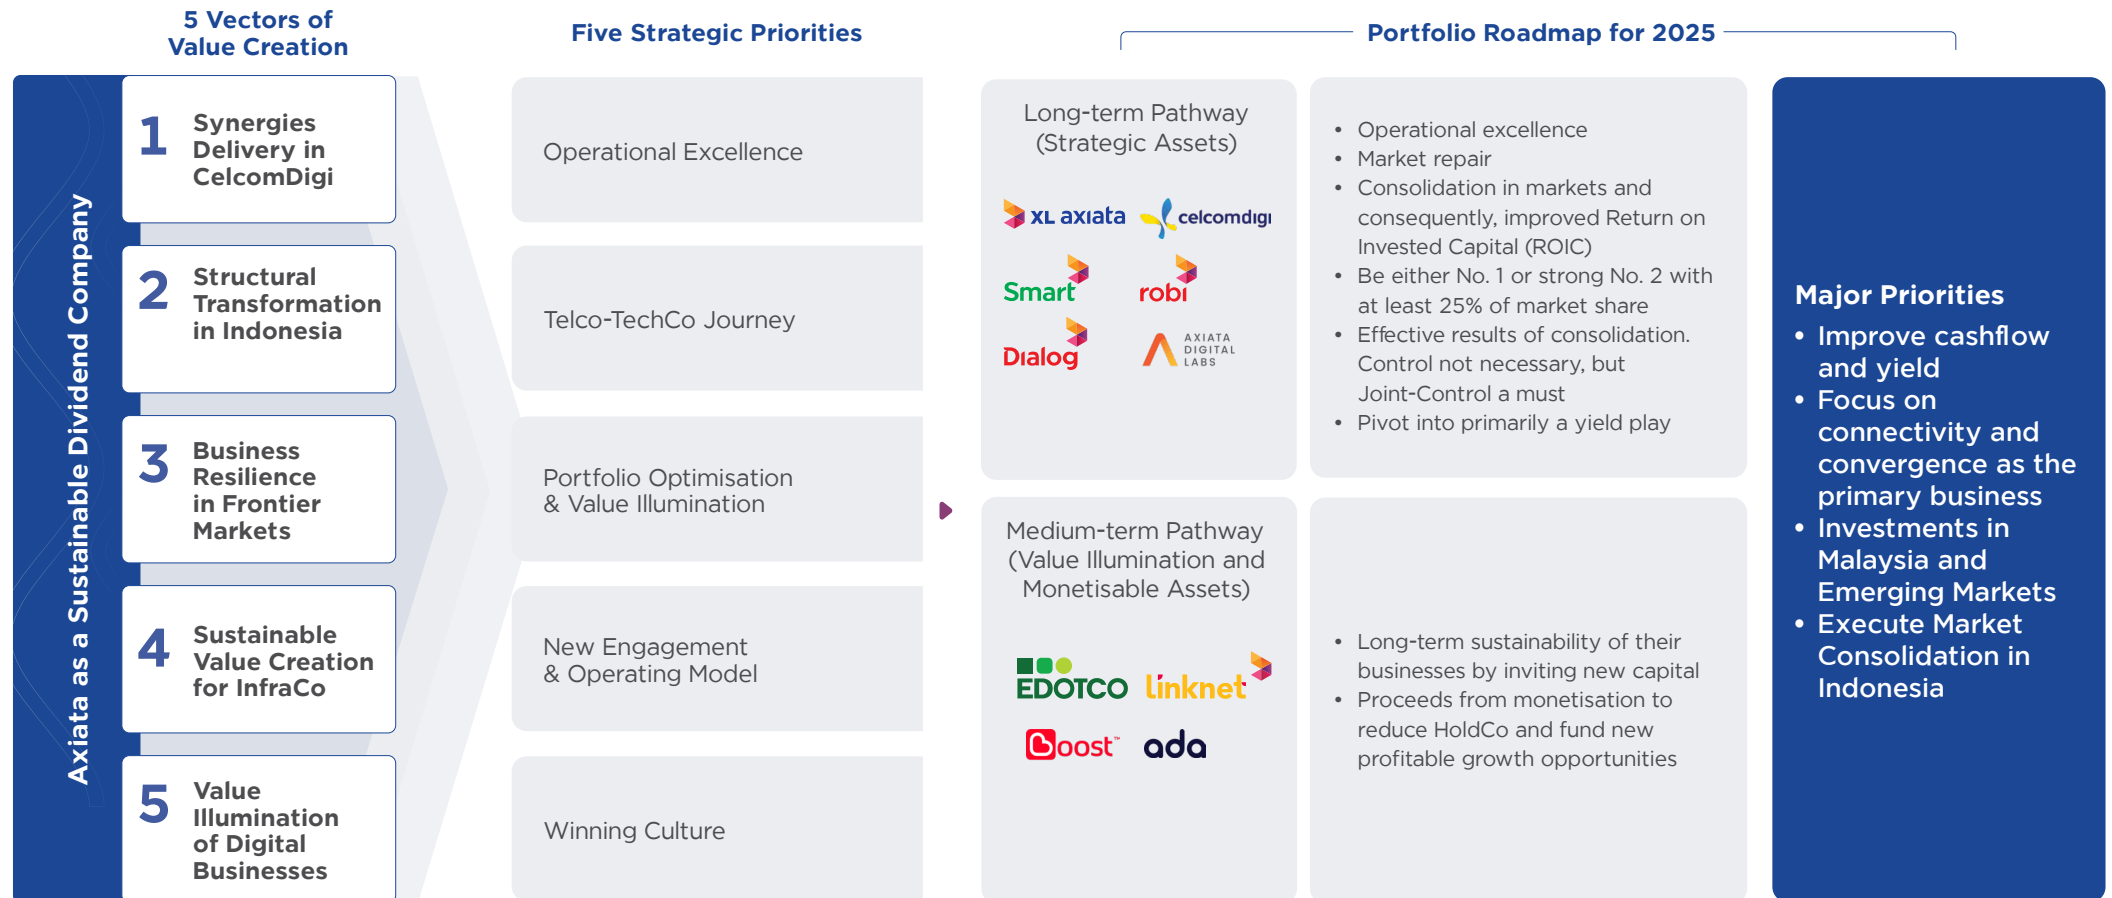 5 Vectors of
Value Creation
Five Strategic Priorities
Portfolio Roadmap for 2025
Axiata as a Sustainable Dividend Company
1
Synergies
Delivery in
CelcomDigi
2
Structural
Transformation
in Indonesia
3
Business
Resilience
in Frontier
Markets
4
Sustainable
Value Creation
for InfraCo
5
Value
Illumination
of Digital
Businesses
Operational Excellence
Telco-TechCo Journey
Portfolio Optimisation
& Value Illumination
New Engagement
& Operating Model
Winning Culture
Long-term Pathway
(Strategic Assets)
XL axiata
celcomdigi
Smart
robi
Dialog
AXIATA
DIGITAL
LABS
• Operational excellence
• Market repair
• Consolidation in markets and
consequently, improved Return on
Invested Capital (ROIC)
• Be either No. 1 or strong No. 2 with
at least 25% of market share
• Effective results of consolidation.
Control not necessary, but
Joint-Control a must
• Pivot into primarily a yield play
Medium-term Pathway
(Value Illumination and
Monetisable Assets)
EDOTCO
linknet
Boost™
ada
• Long-term sustainability of their
businesses by inviting new capital
• Proceeds from monetisation to
reduce HoldCo and fund new
profitable growth opportunities
Major Priorities
• Improve cashflow
and yield
• Focus on
connectivity and
convergence as the
primary business
• Investments in
Malaysia and
Emerging Markets
• Execute Market
Consolidation in
Indonesia